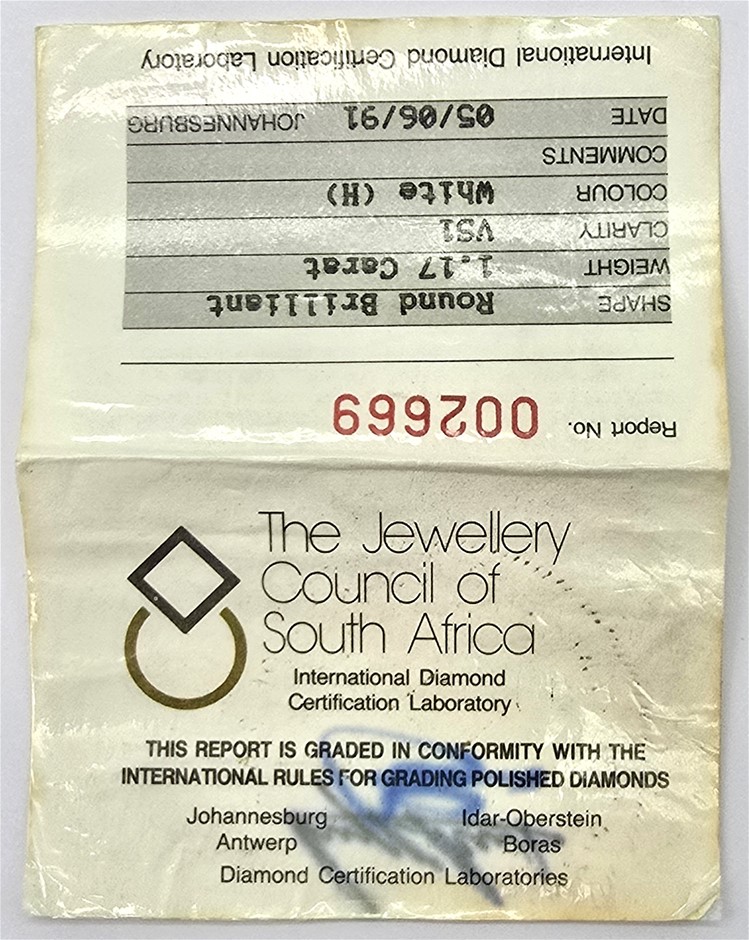 Report No. 002669
SHAPE Round Brilliant
WEIGHT 1.17 Carat
CLARITY VS1
COLOUR White (H)
COMMENTS
DATE 05/06/91 JOHANNESBURG
International Diamond Certification Laboratory
The Jewellery
Council of
South Africa
International Diamond
Certification Laboratory
THIS REPORT IS GRADED IN CONFORMITY WITH THE
INTERNATIONAL RULES FOR GRADING POLISHED DIAMONDS
Johannesburg Idar-Oberstein
Antwerp Boras
Diamond Certification Laboratories